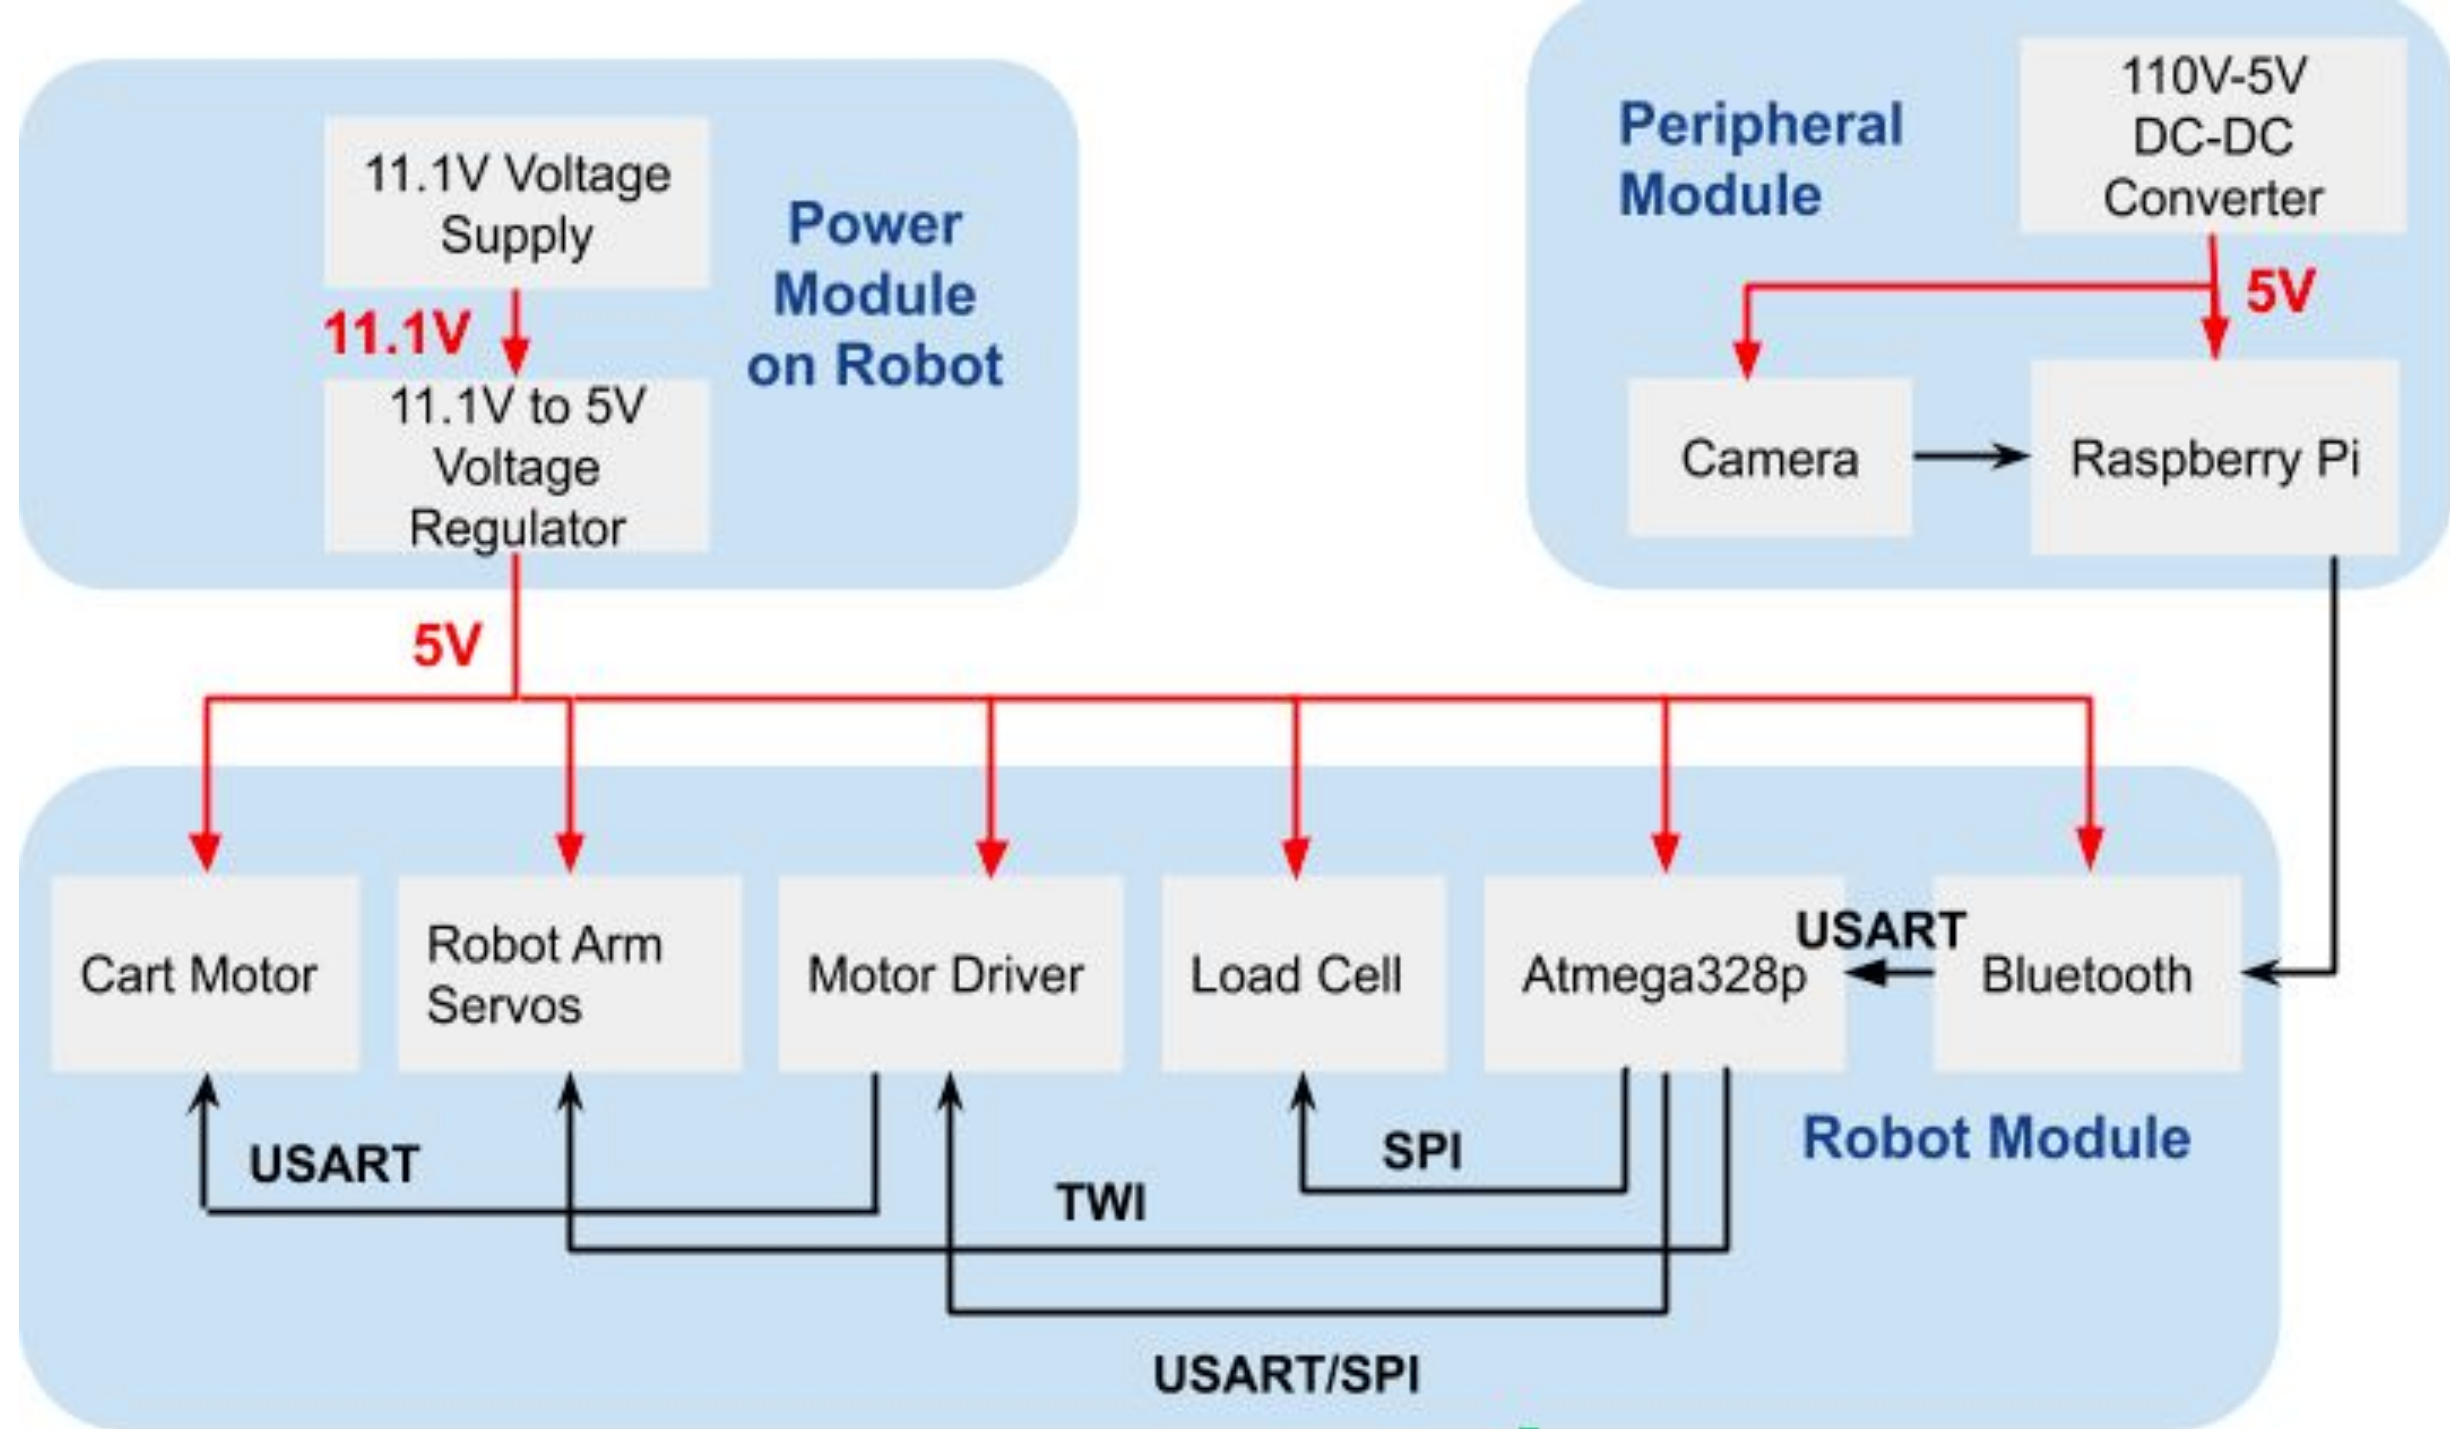 11.1V Voltage
Supply
11.1V
11.1V to 5V
Voltage
Regulator
Power
Module
on Robot
5V
Peripheral
Module
110V-5V
DC-DC
Converter
5V
Camera
Raspberry Pi
Cart Motor
Robot Arm
Servos
Motor Driver
Load Cell
Atmega328p
USART
Bluetooth
Robot Module
USART
TWI
SPI
USART/SPI